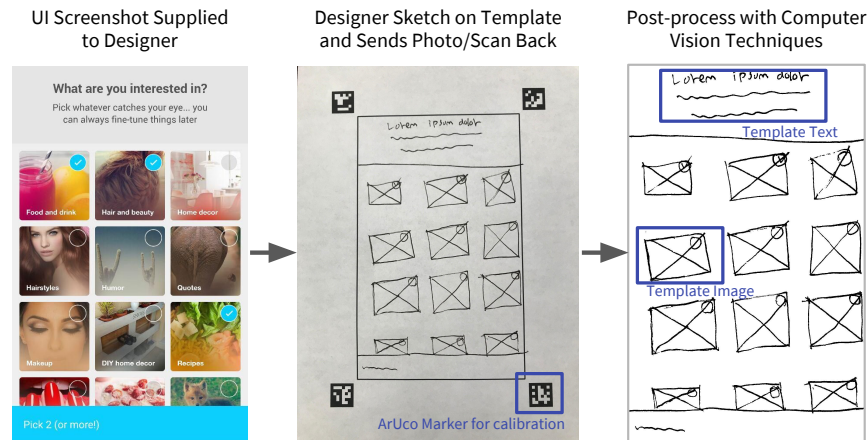 UI Screenshot Supplied
to Designer
What are you interested in?
Pick whatever catches your eye... you
can always fine-tune things later
Food and drink
Hair and beauty
Home decor
Hairstyles
Humor
Quotes
Makeup
DIY home decor
Recipes
Pick 2 (or more!)
Designer Sketch on Template
and Sends Photo/Scan Back
Lorem ipsum dolor
ArUco Marker for calibration
Post-process with Computer
Vision Techniques
Lorem ipsum dolor
Template Text
Template Image